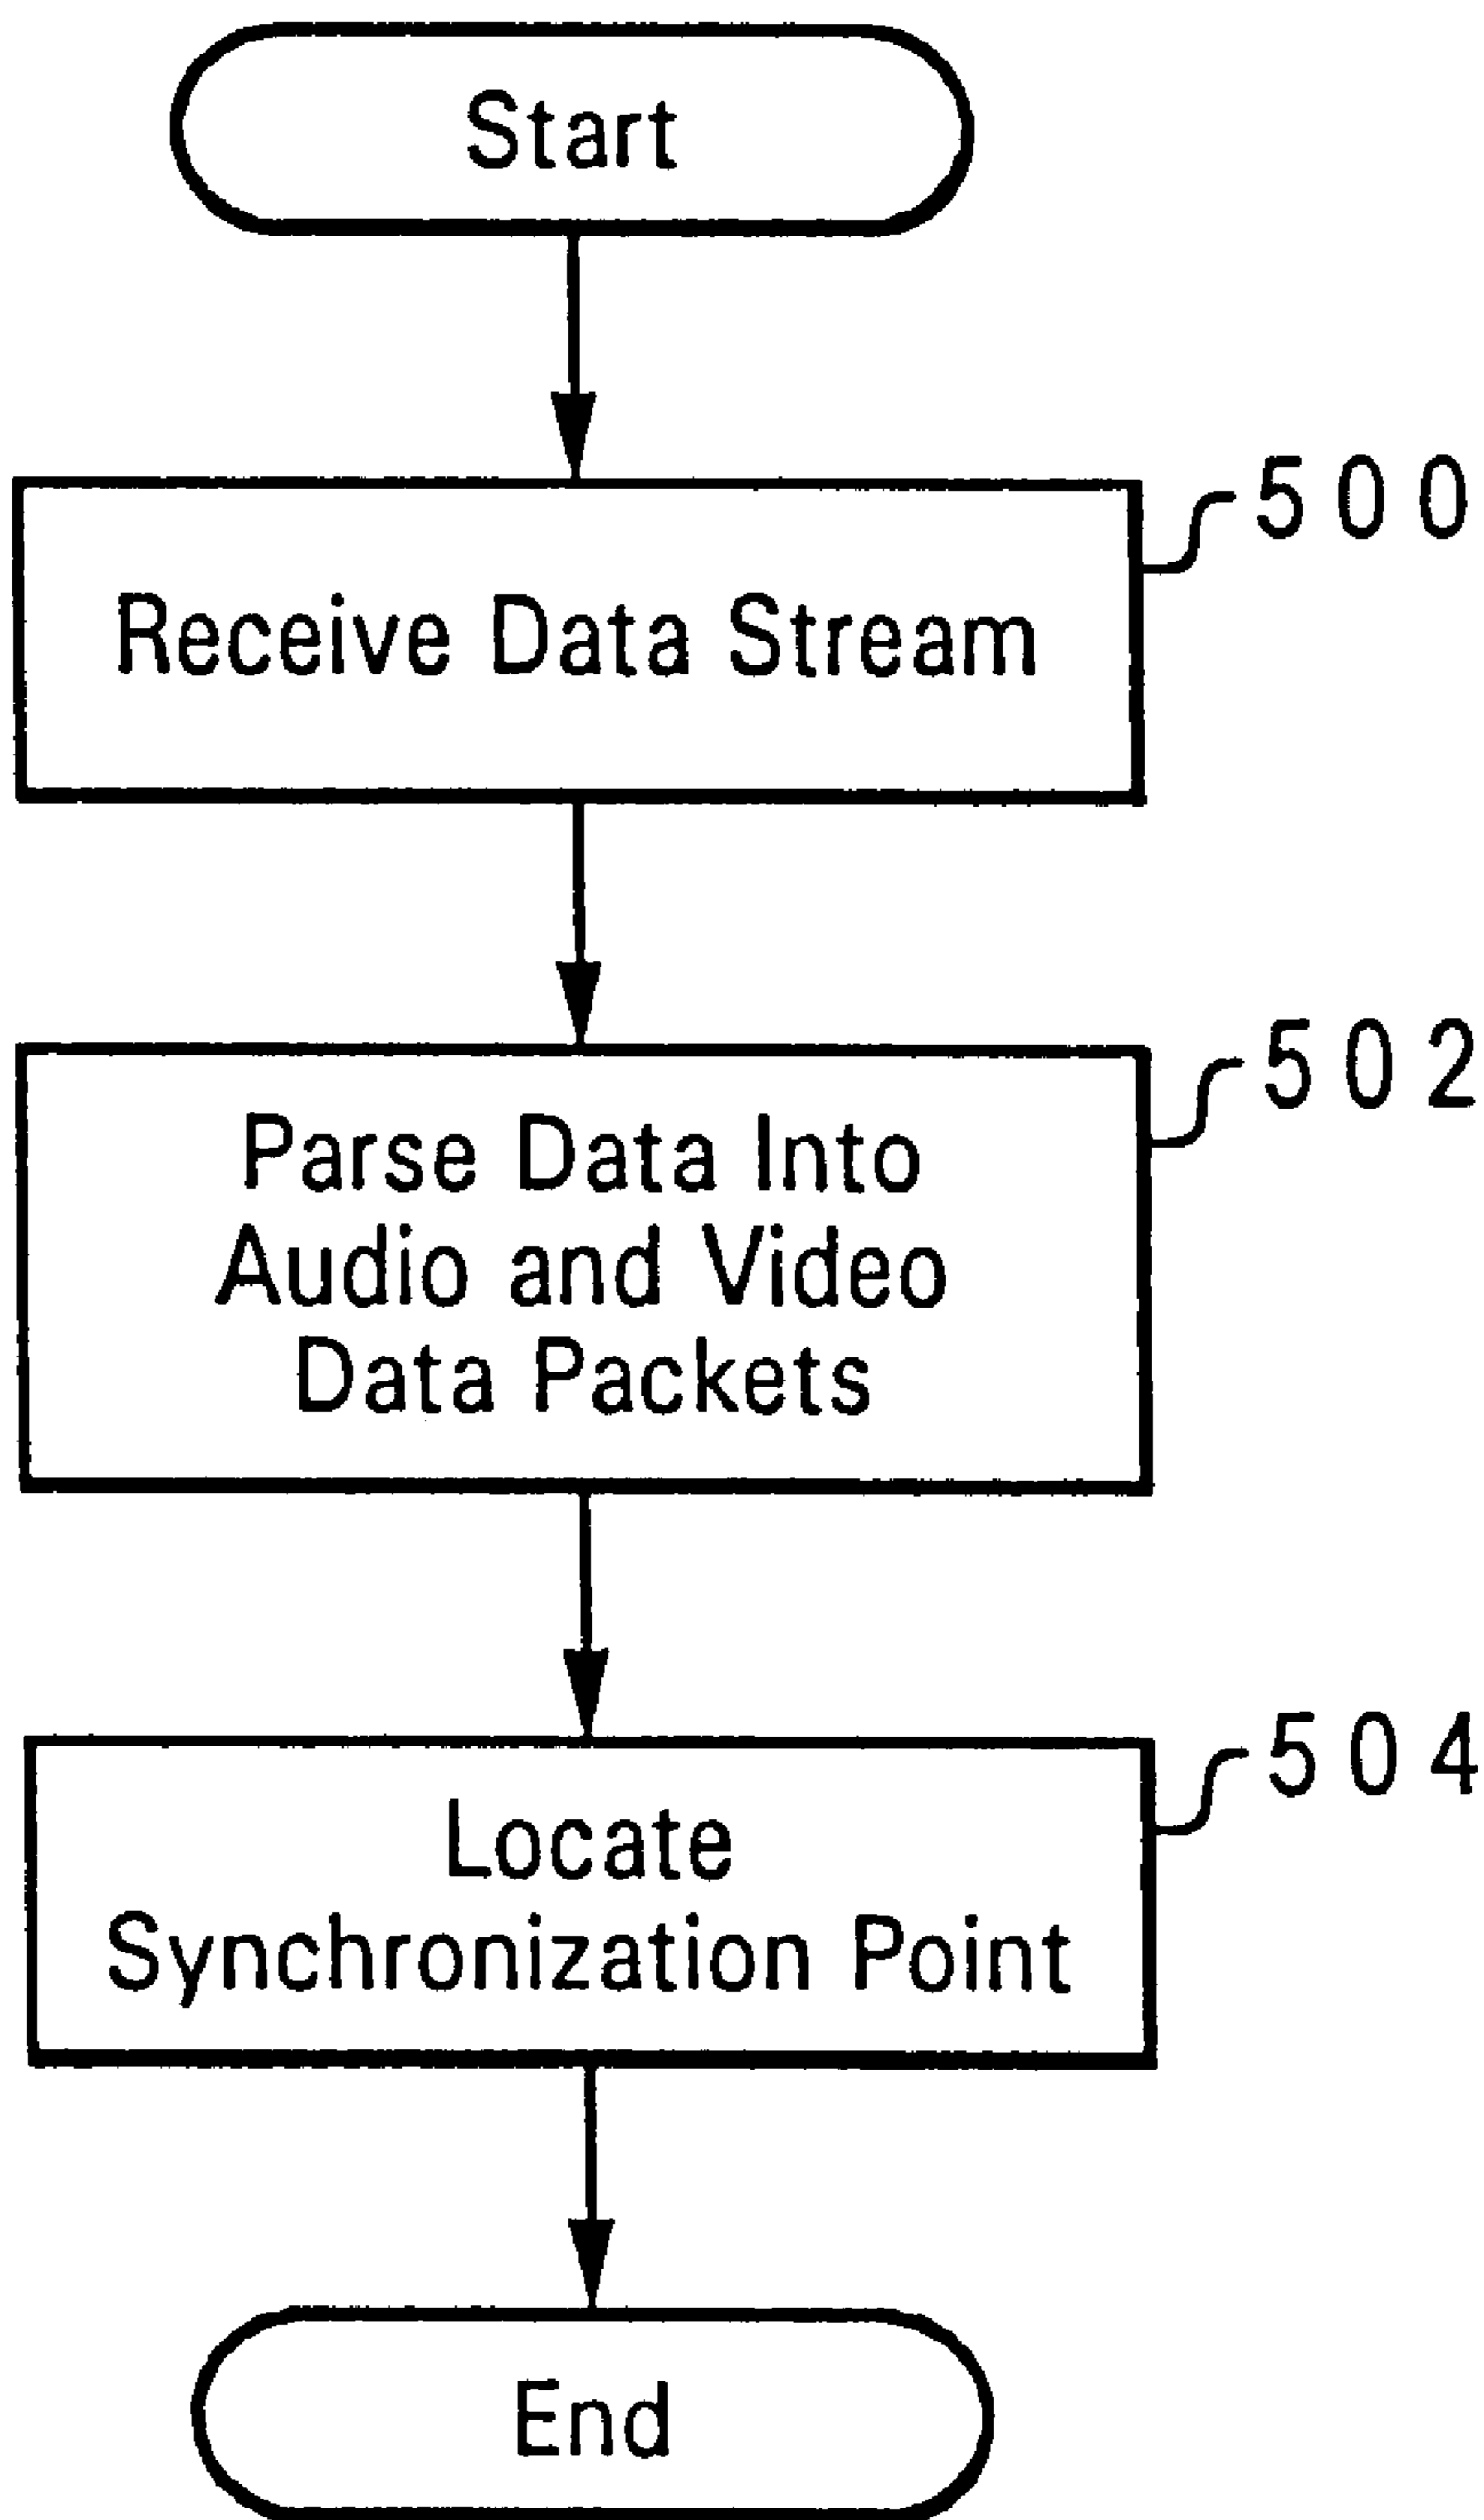 Start
500
Receive Data Stream
502
Parse Data Into
Audio and Video
Data Packets
504
Locate
Synchronization Point
End